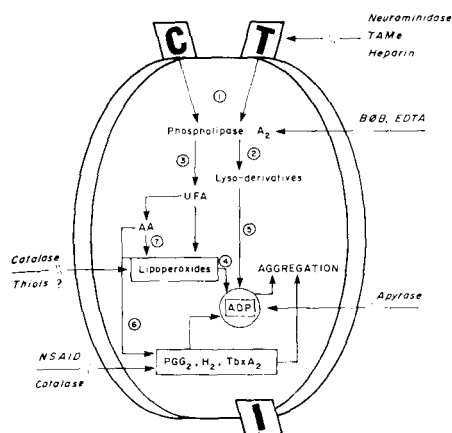 C T
Neuraminidase
TAMe
Heparin
①
Phospholipase A₂
BØB, EDTA
③ ②
Lyso-derivatives
UFA
AA
⑦ ⑤
Catalase
Thiols ?
Lipoperoxides
④
AGGREGATION
ADP
Apyrase
⑥
NSAID
Catalase
PGG₂, H₂, TbxA₂
I